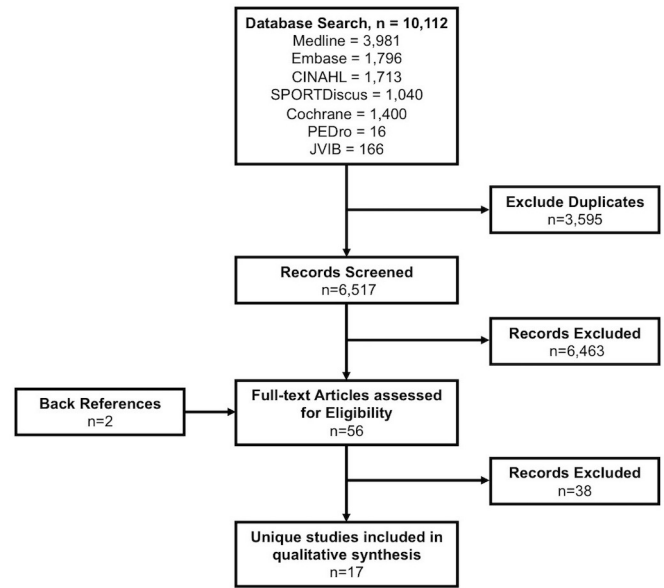 Database Search, n = 10,112
Medline = 3,981
Embase = 1,796
CINAHL = 1,713
SPORTDiscus = 1,040
Cochrane = 1,400
PEDro = 16
JVIB = 166
Exclude Duplicates
n=3,595
Records Screened
n=6,517
Records Excluded
n=6,463
Back References
n=2
Full-text Articles assessed
for Eligibility
n=56
Records Excluded
n=38
Unique studies included in
qualitative synthesis
n=17